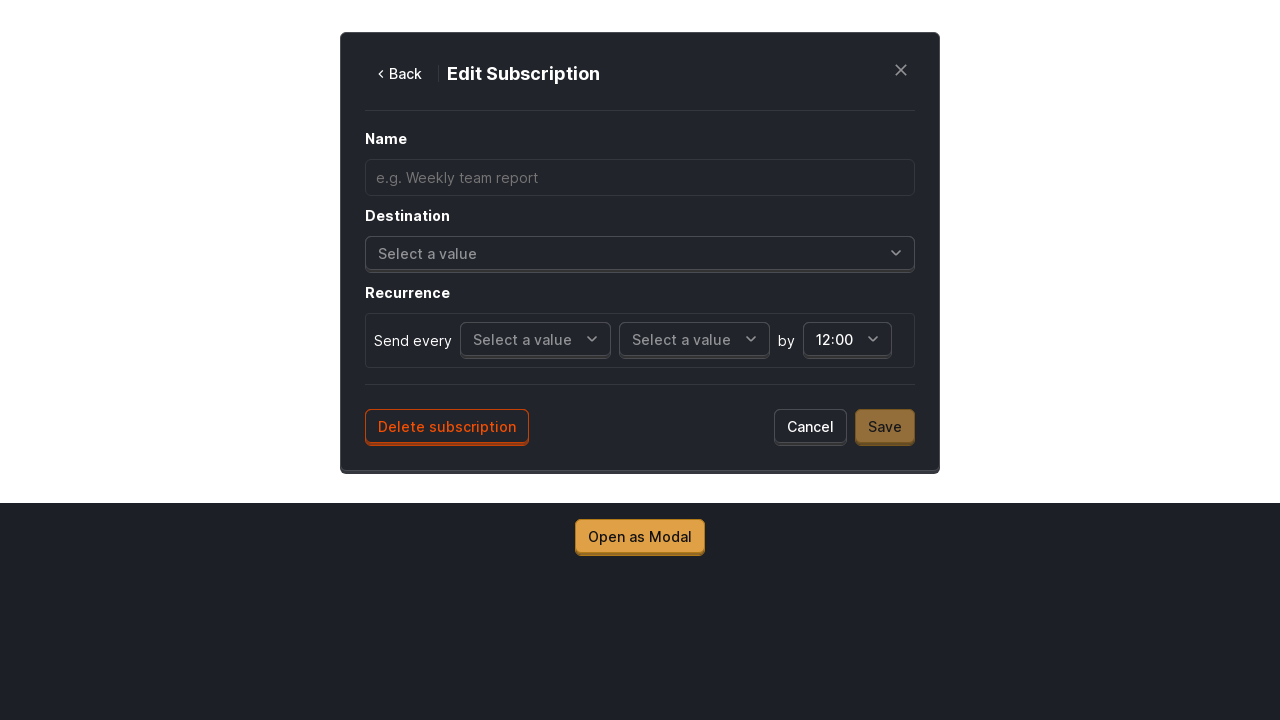 Back
Edit Subscription
Name
e.g. Weekly team report
Destination
Select a value
Recurrence
Send every Select a value Select a value by 12:00
Delete subscription
Cancel
Save
Open as Modal